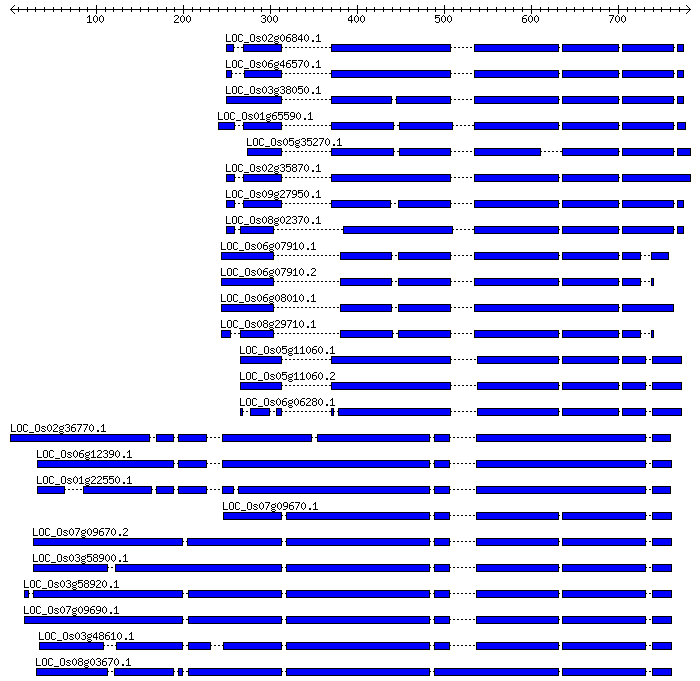 100 200 300 400 500 600 700
LOC_Os02g06840.1
LOC_Os06g46570.1
LOC_Os03g38050.1
LOC_Os01g65590.1
LOC_Os05g35270.1
LOC_Os02g35870.1
LOC_Os09g27950.1
LOC_Os08g02370.1
LOC_Os06g07910.1
LOC_Os06g07910.2
LOC_Os06g08010.1
LOC_Os08g29710.1
LOC_Os05g11060.1
LOC_Os05g11060.2
LOC_Os06g06280.1
LOC_Os02g36770.1
LOC_Os06g12390.1
LOC_Os01g22550.1
LOC_Os07g09670.1
LOC_Os07g09670.2
LOC_Os03g58900.1
LOC_Os03g58920.1
LOC_Os07g09690.1
LOC_Os03g48610.1
LOC_Os08g03670.1